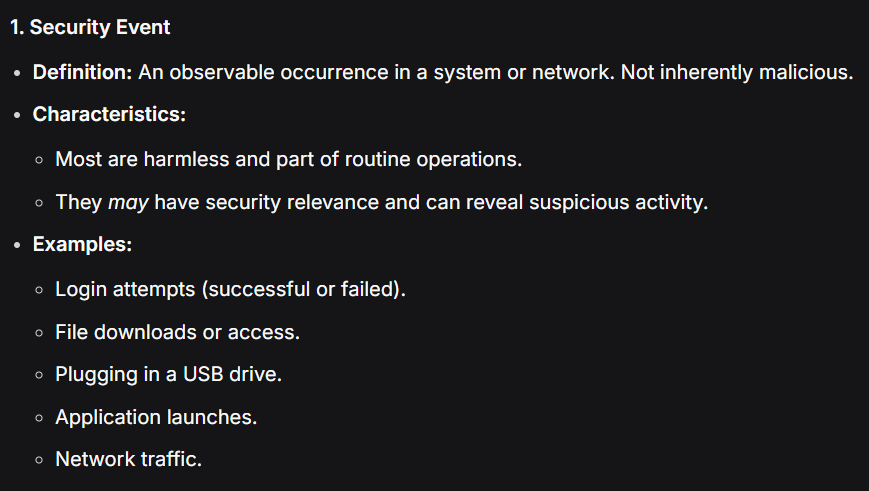 1. Security Event
• Definition: An observable occurrence in a system or network. Not inherently malicious.
• Characteristics:
◦ Most are harmless and part of routine operations.
◦ They may have security relevance and can reveal suspicious activity.
• Examples:
◦ Login attempts (successful or failed).
◦ File downloads or access.
◦ Plugging in a USB drive.
◦ Application launches.
◦ Network traffic.